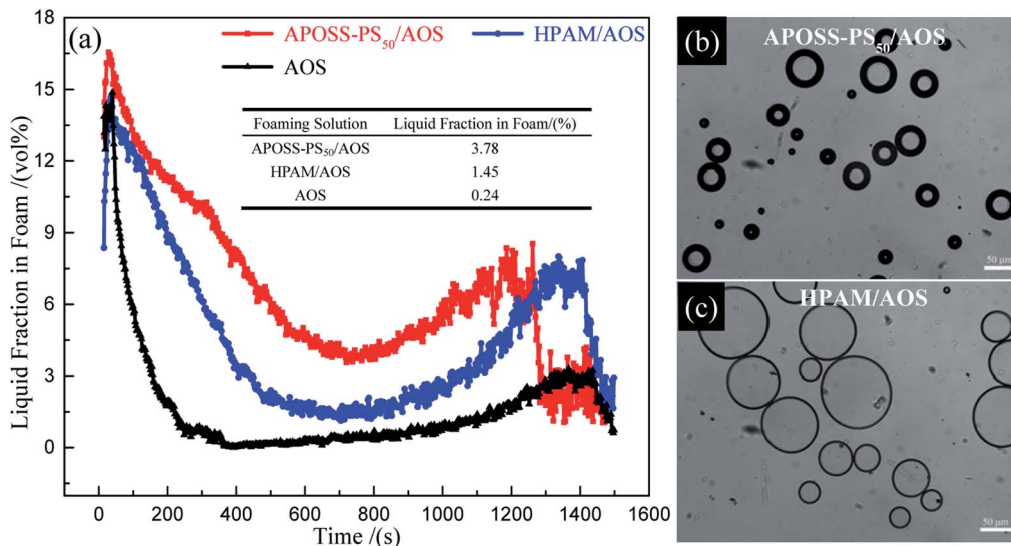 (a)
APOSS-PS50/AOS HPAM/AOS
AOS
Foaming Solution Liquid Fraction in Foam/(%)
APOSS-PS50/AOS 3.78
HPAM/AOS 1.45
AOS 0.24
Liquid Fraction in Foam /(vol%)
18
15
12
9
6
3
0
0 200 400 600 800 1000 1200 1400 1600
Time /(s)
(b) APOSS-PS50/AOS
50 μm
(c) HPAM/AOS
50 μm